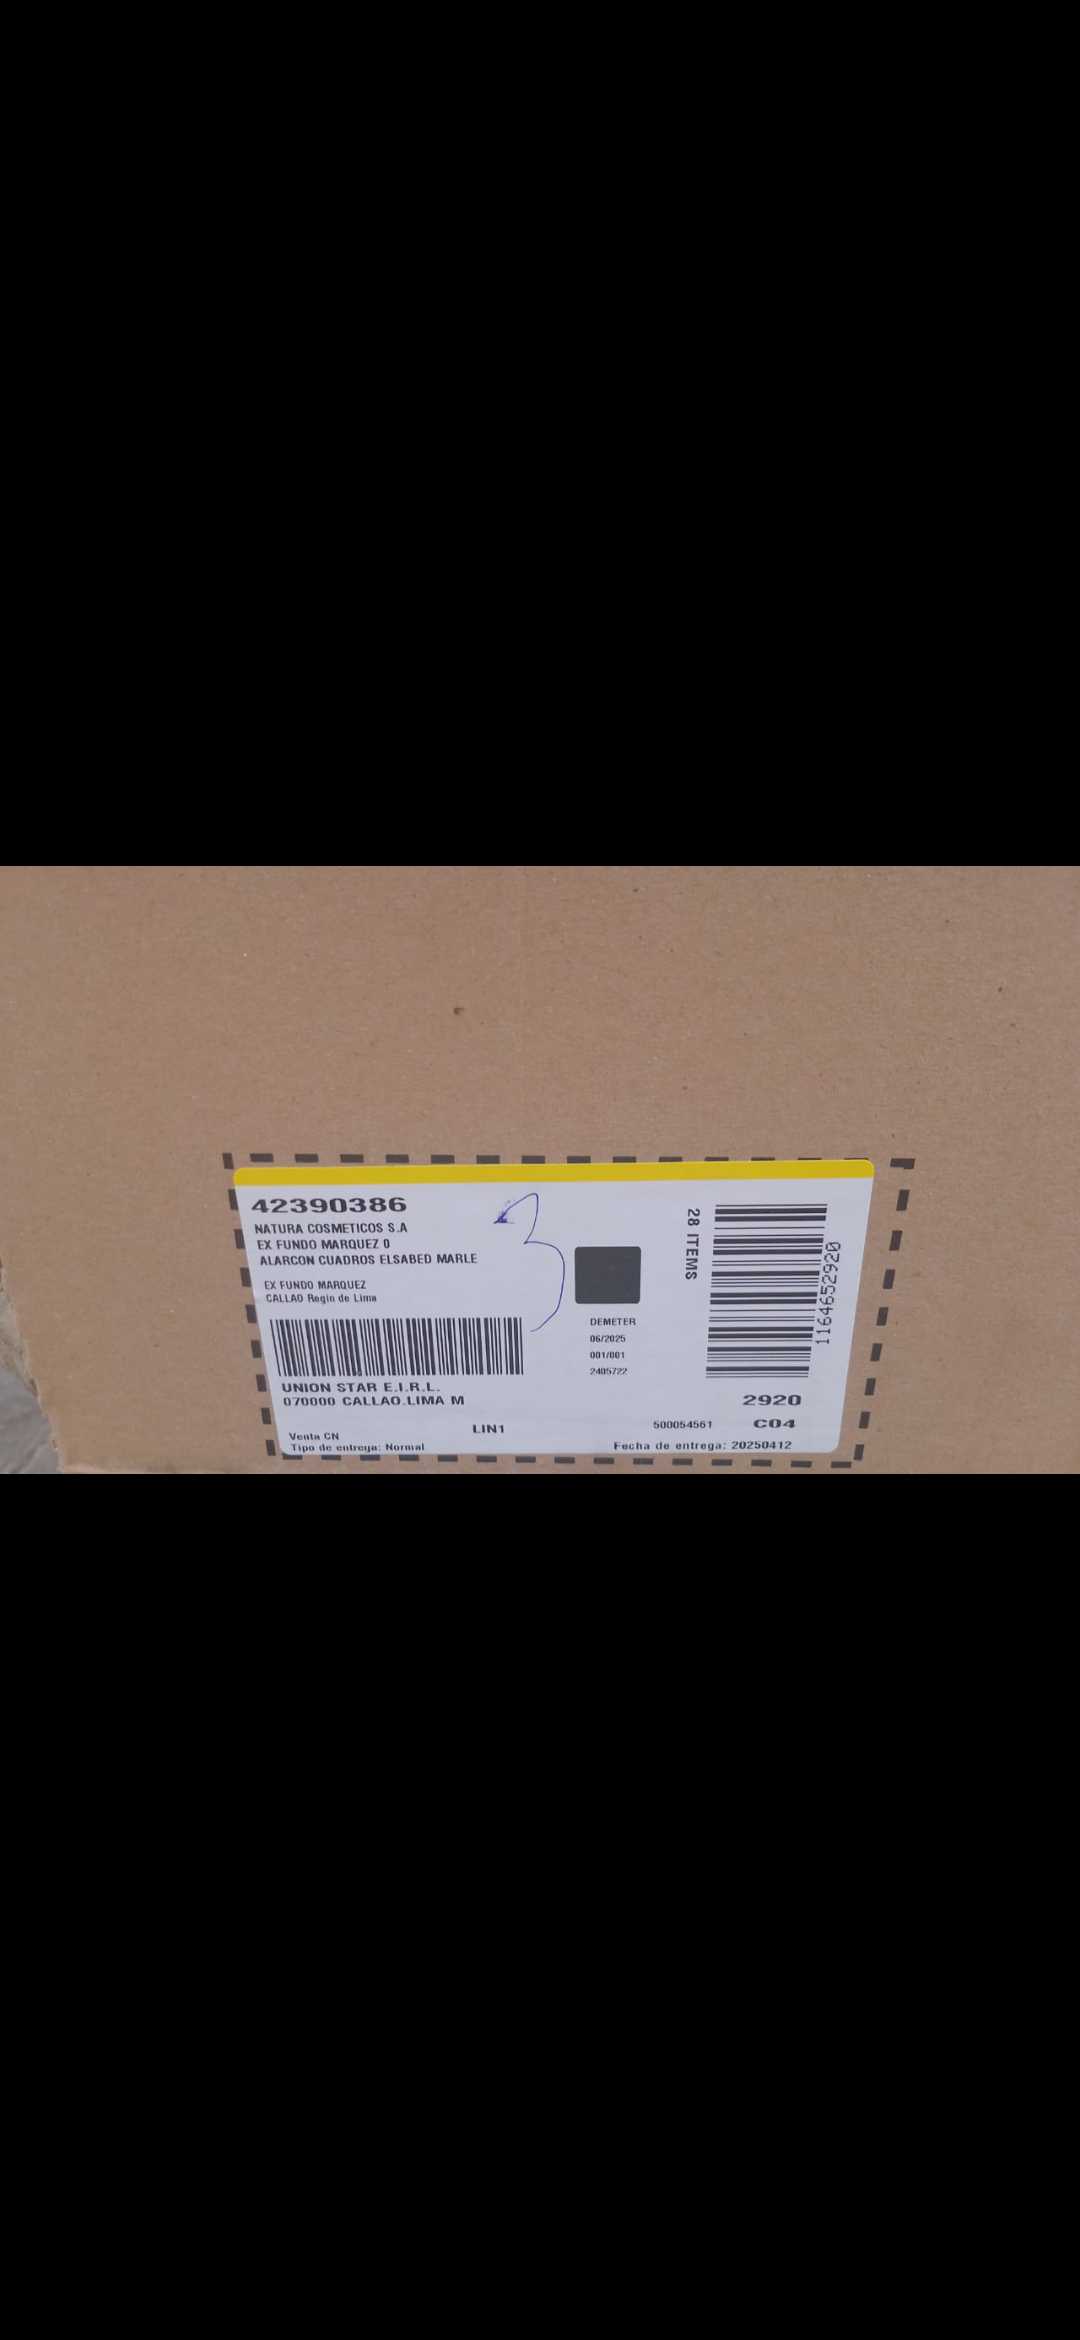 42390386
NATURA COSMETICOS S.A
EX FUNDO MARQUEZ 0
ALARCON CUADROS ELSABED MARLE
EX FUNDO MARQUEZ
CALLAO Regin de Lima
UNION STAR E.I.R.L.
070000 CALLAO.LIMA M
LIN1
Venta CN
Tipo de entrega: Normal
3
DEMETER
06/2025
001/001
2405722
28 ITEMS
1164652920
2920
500054561 C04
Fecha de entrega: 20250412